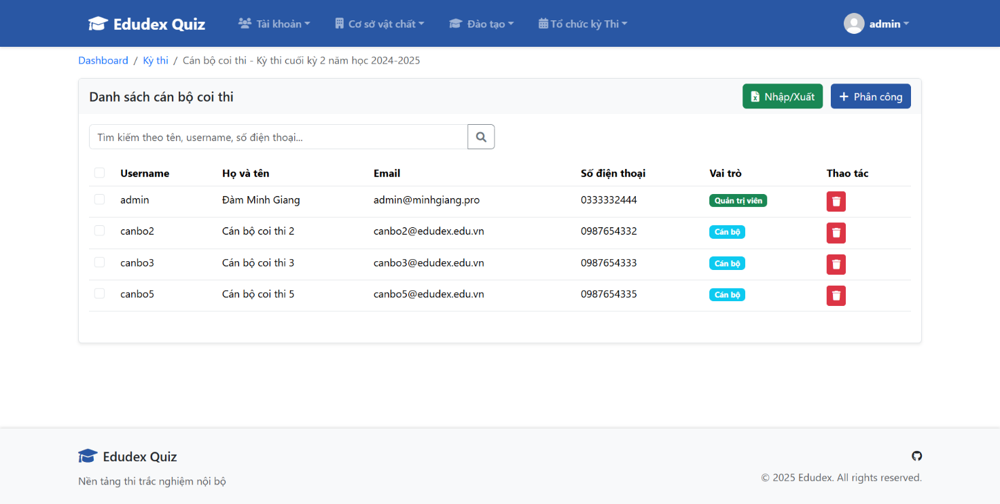 Edudex Quiz Tài khoản Cơ sở vật chất Đào tạo Tổ chức kỳ Thi admin
Dashboard / Kỳ thi / Cán bộ coi thi - Kỳ thi cuối kỳ 2 năm học 2024-2025
Danh sách cán bộ coi thi Nhập/Xuất Phân công
Tìm kiếm theo tên, username, số điện thoại...
Username Họ và tên Email Số điện thoại Vai trò Thao tác
admin Đàm Minh Giang admin@minhgiang.pro 0333332444 Quản trị viên
canbo2 Cán bộ coi thi 2 canbo2@edudex.edu.vn 0987654332 Cán bộ
canbo3 Cán bộ coi thi 3 canbo3@edudex.edu.vn 0987654333 Cán bộ
canbo5 Cán bộ coi thi 5 canbo5@edudex.edu.vn 0987654335 Cán bộ
Edudex Quiz
Nền tảng thi trắc nghiệm nội bộ
© 2025 Edudex. All rights reserved.